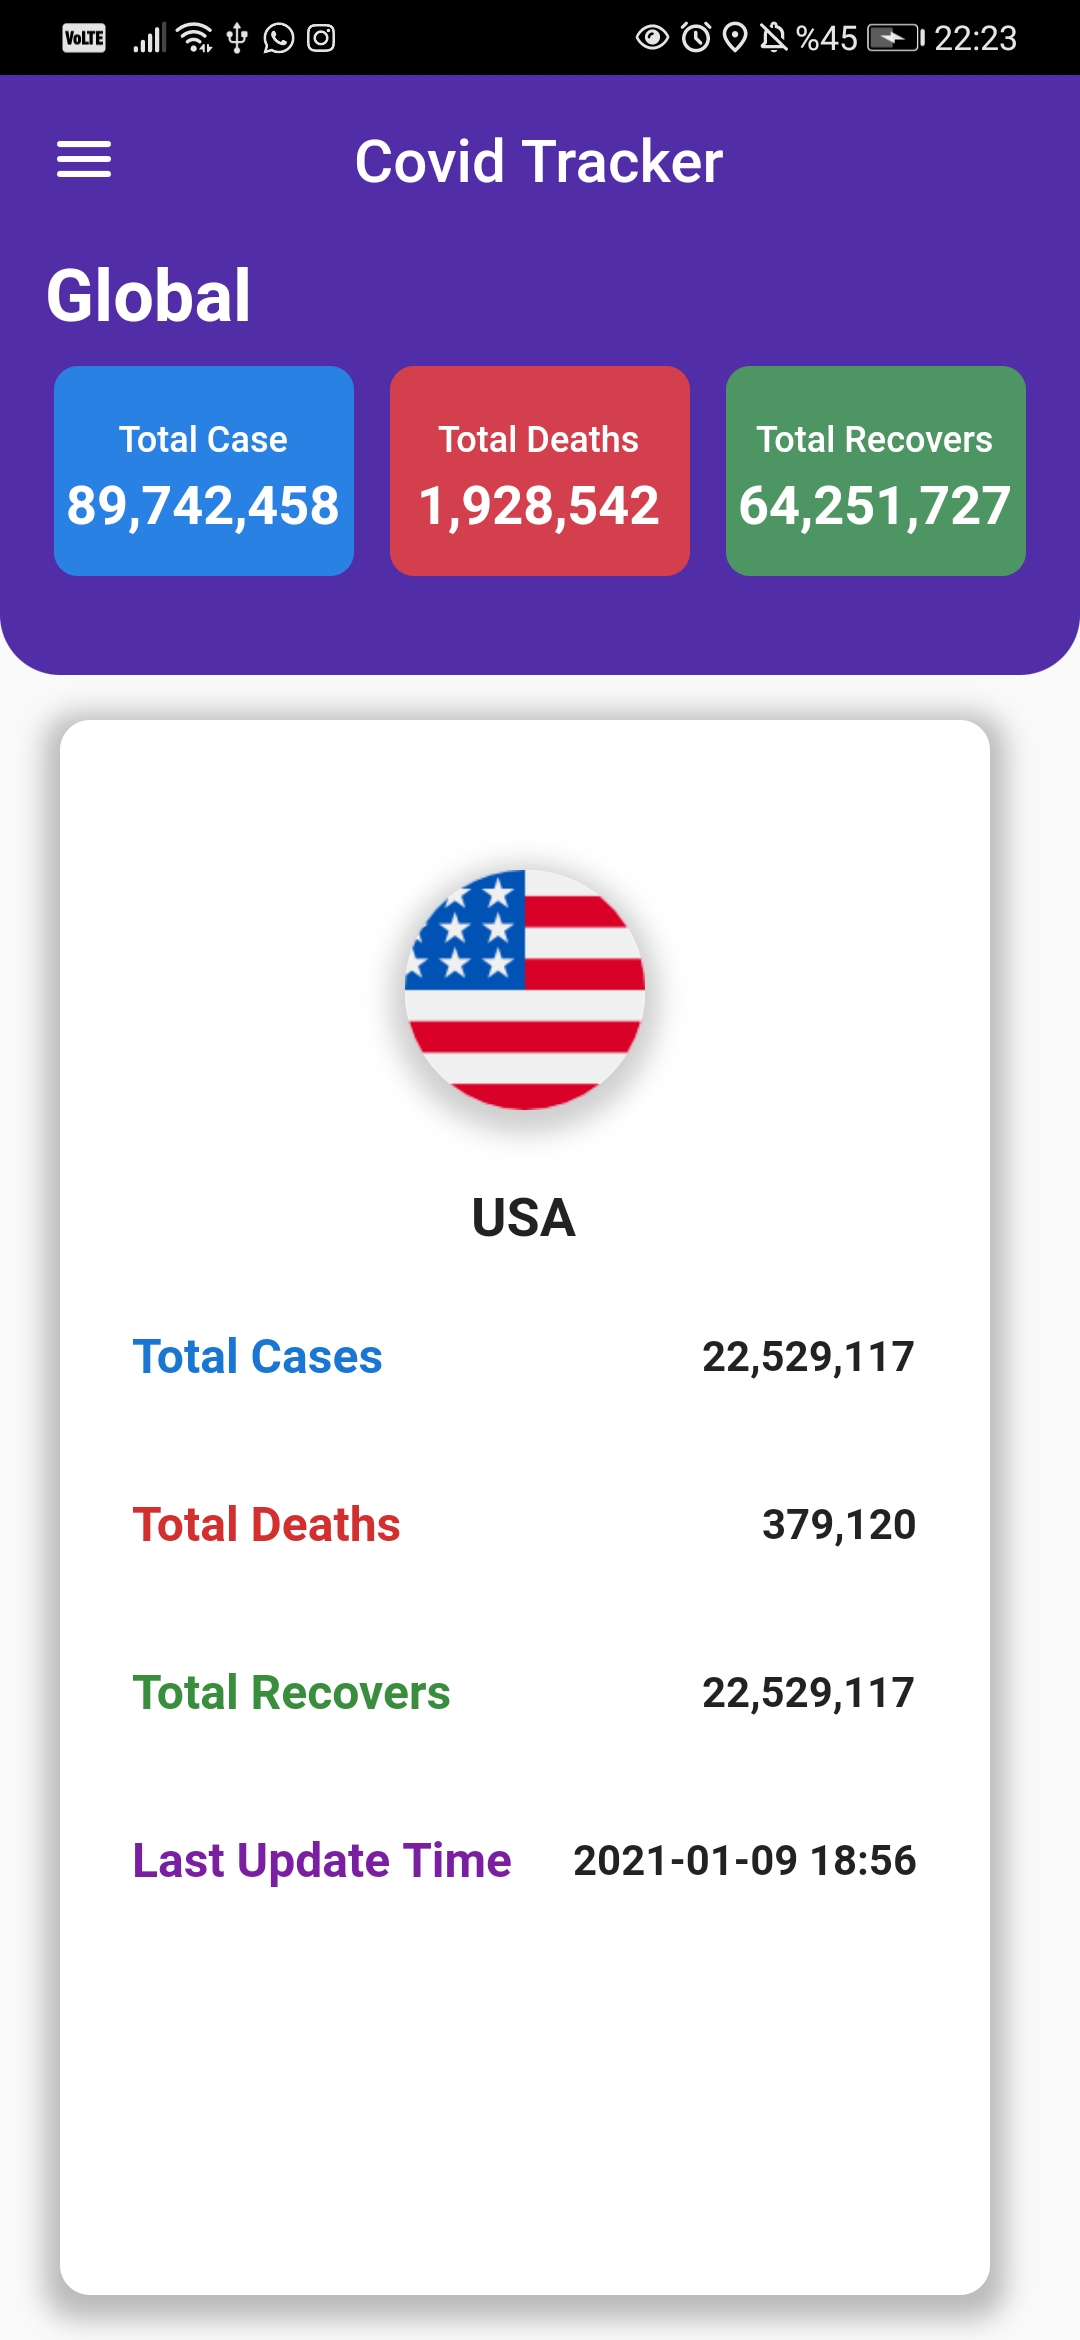 VoLTE %45 22:23
Covid Tracker
Global
Total Case Total Deaths Total Recovers
89,742,458 1,928,542 64,251,727
USA
Total Cases 22,529,117
Total Deaths 379,120
Total Recovers 22,529,117
Last Update Time 2021-01-09 18:56